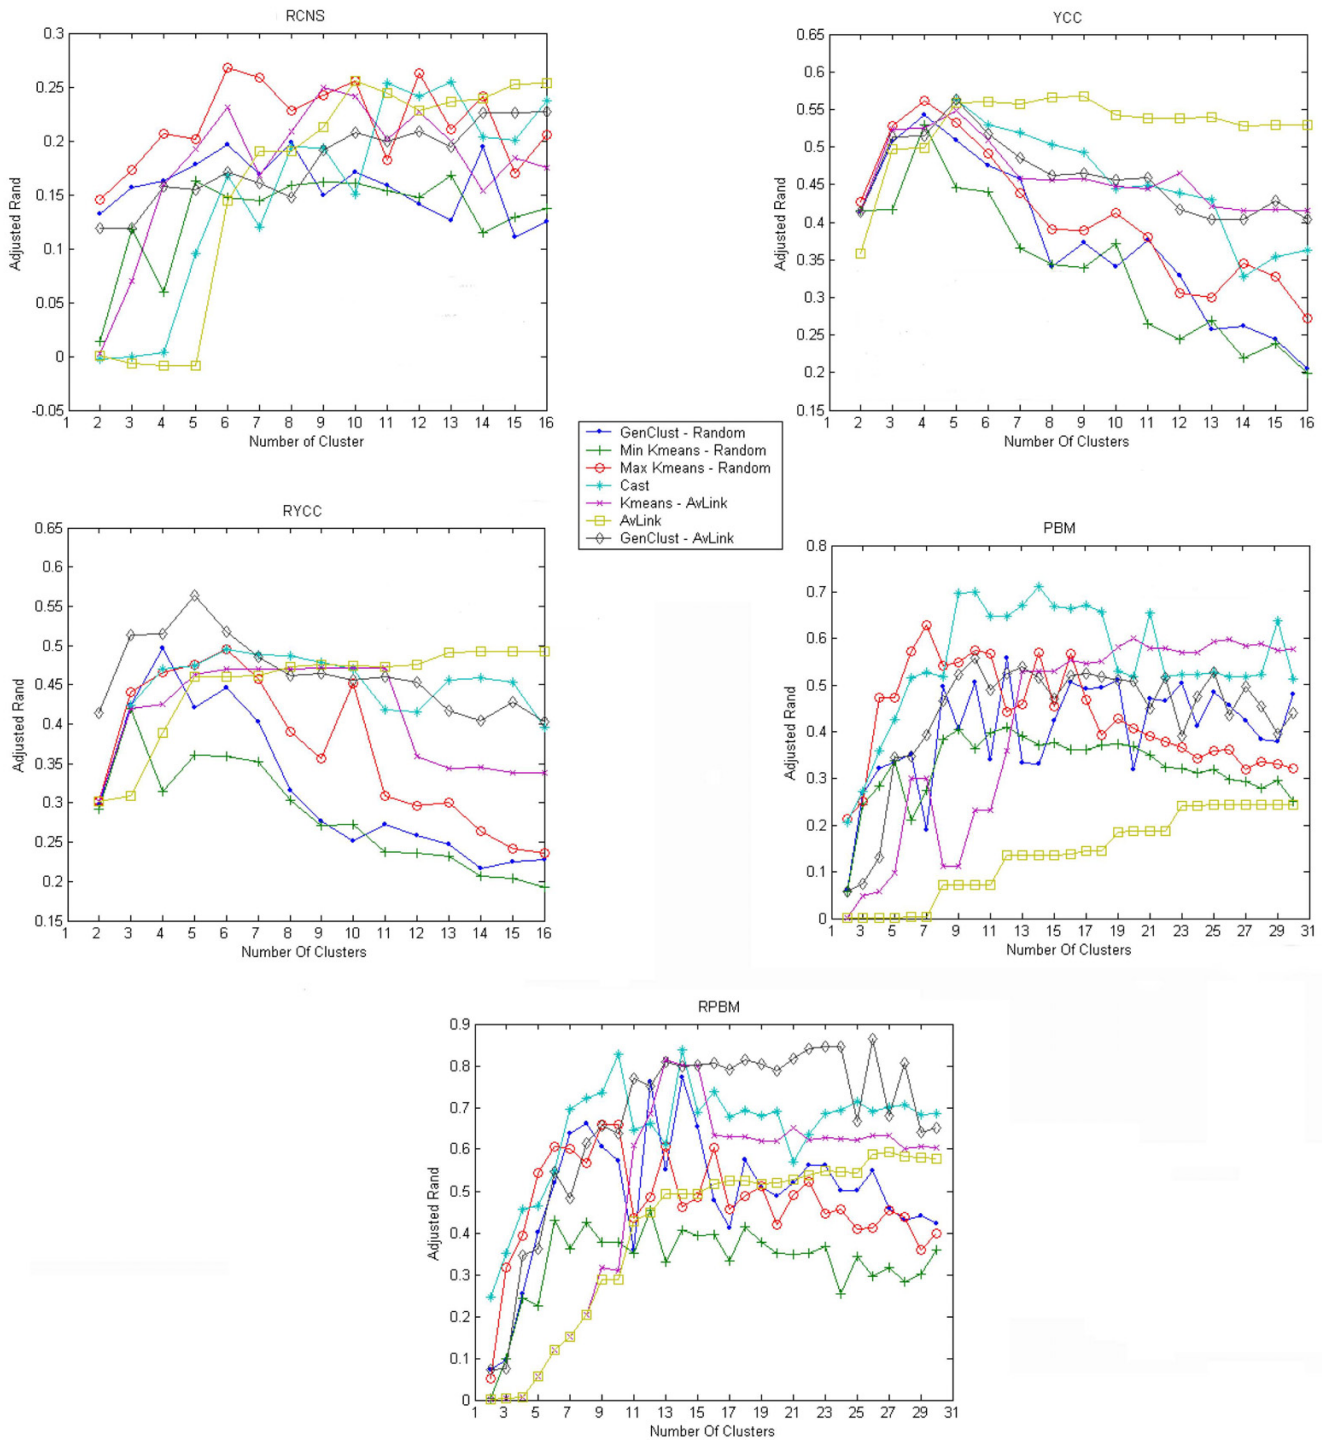 RCNS
0.3
0.25
0.2
0.15
0.1
0.05
0
-0.05
Adjusted Rand
1 2 3 4 5 6 7 8 9 10 11 12 13 14 15 16
Number of Cluster
YCC
0.65
0.6
0.55
0.5
0.45
0.4
0.35
0.3
0.25
0.2
0.15
Adjusted Rand
1 2 3 4 5 6 7 8 9 10 11 12 13 14 15 16
Number of Clusters
GenClust - Random
Min Kmeans - Random
Max Kmeans - Random
Cast
Kmeans - AvLink
AvLink
GenClust - AvLink
RYCC
0.65
0.6
0.55
0.5
0.45
0.4
0.35
0.3
0.25
0.2
0.15
Adjusted Rand
1 2 3 4 5 6 7 8 9 10 11 12 13 14 15 16
Number Of Clusters
PBM
0.8
0.7
0.6
0.5
0.4
0.3
0.2
0.1
0
Adjusted Rand
1 3 5 7 9 11 13 15 17 19 21 23 25 27 29 31
Number Of Clusters
RPBM
0.9
0.8
0.7
0.6
0.5
0.4
0.3
0.2
0.1
0
Adjusted Rand
1 3 5 7 9 11 13 15 17 19 21 23 25 27 29 31
Number Of Clusters